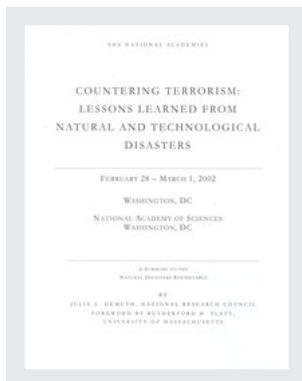 THE NATIONAL ACADEMIES
COUNTERING TERRORISM:
LESSONS LEARNED FROM
NATURAL AND TECHNOLOGICAL
DISASTERS
FEBRUARY 28 – MARCH 1, 2002
WASHINGTON, DC
NATIONAL ACADEMY OF SCIENCES
WASHINGTON, DC
A SUMMARY TO THE
NATURAL DISASTERS ROUNDTABLE
BY
JULIE L. DEMUTH, NATIONAL RESEARCH COUNCIL
FOREWORD BY RUTHERFORD H. PLATT,
UNIVERSITY OF MASSACHUSETTS